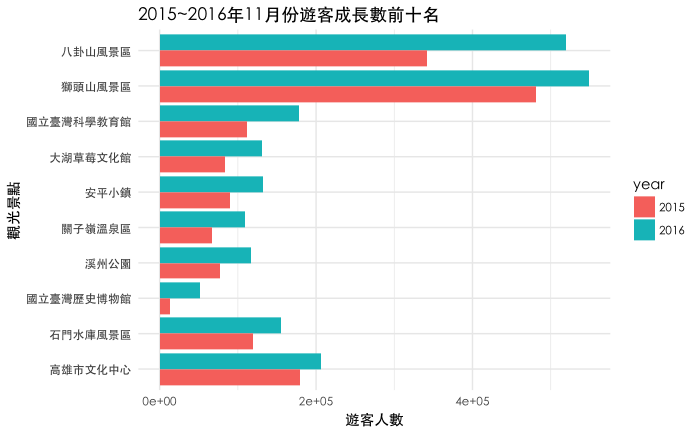 2015~2016年11月份遊客成長數前十名
觀光景點
八卦山風景區
獅頭山風景區
國立臺灣科學教育館
大湖草莓文化館
安平小鎮
關子嶺溫泉區
溪州公園
國立臺灣歷史博物館
石門水庫風景區
高雄市文化中心
0e+00 2e+05 4e+05
遊客人數
year
2015
2016